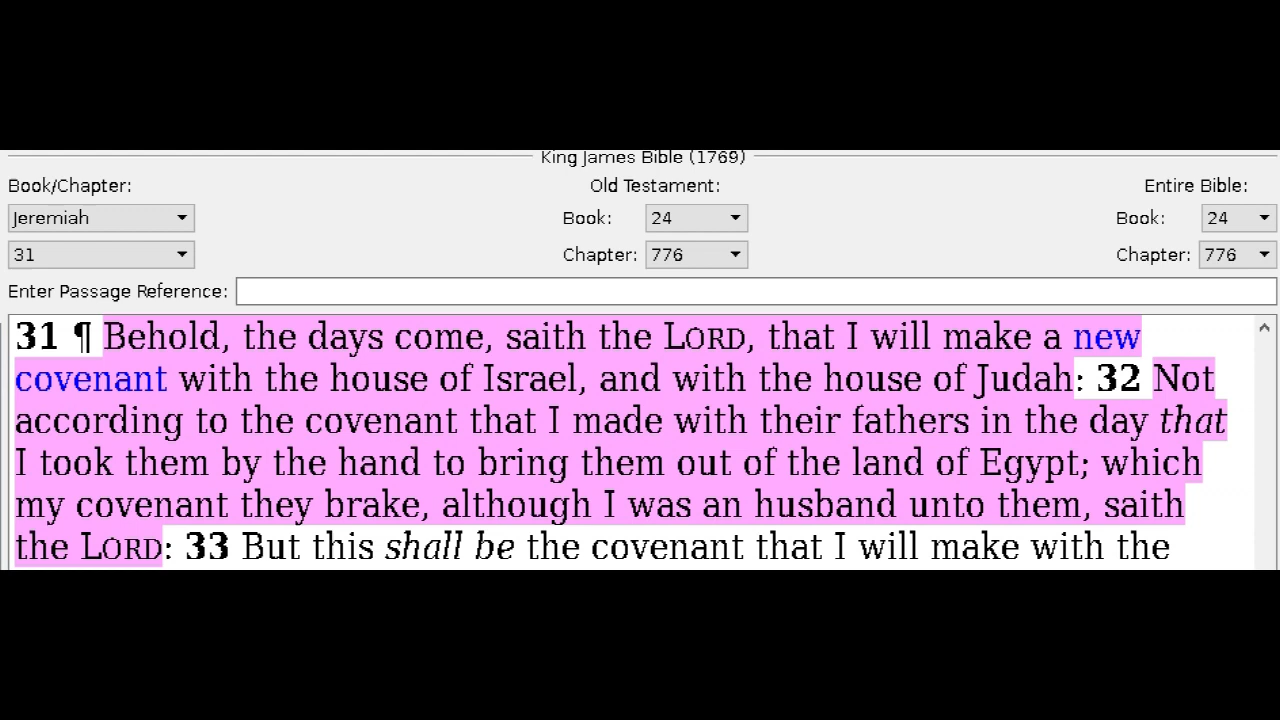 King James Bible (1769)
Book/Chapter: Old Testament: Entire Bible:
Jeremiah Book: 24 Book: 24
31 Chapter: 776 Chapter: 776
Enter Passage Reference:
31 ¶ Behold, the days come, saith the LORD, that I will make a new
covenant with the house of Israel, and with the house of Judah: 32 Not
according to the covenant that I made with their fathers in the day that
I took them by the hand to bring them out of the land of Egypt; which
my covenant they brake, although I was an husband unto them, saith
the LORD: 33 But this shall be the covenant that I will make with the